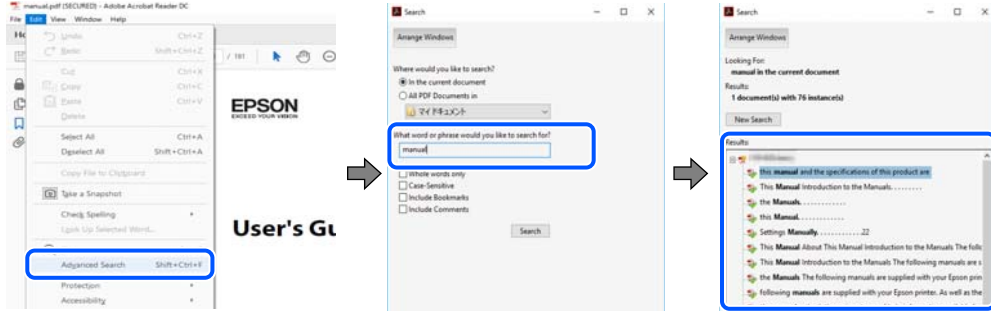 manual.pdf (SECURED) - Adobe Acrobat Reader DC
File Edit View Window Help
Undo Ctrl+Z
Redo Shift+Ctrl+Z
Cut Ctrl+X
Copy Ctrl+C
Paste Ctrl+V
Delete
Select All Ctrl+A
Deselect All Shift+Ctrl+A
Copy File to Clipboard
Take a Snapshot
Check Spelling
Look Up Selected Word...
Advanced Search Shift+Ctrl+F
Protection
Accessibility
/ 181
EPSON
EXCEED YOUR VISION
User's Gu
Search
Arrange Windows
Where would you like to search?
In the current document
All PDF Documents in
マイ ドキュメント
What word or phrase would you like to search for?
manual
Whole words only
Case-Sensitive
Include Bookmarks
Include Comments
Search
Search
Arrange Windows
Looking For:
manual in the current document
Results:
1 document(s) with 76 instance(s)
New Search
Results
this manual and the specifications of this product are
This Manual Introduction to the Manuals. . . . . . . . .
the Manuals. . . . . . . . . . . . .
this Manual. . . . . . . . . . . . .
Settings Manually. . . . . . . . . . . . .22
This Manual About This Manual Introduction to the Manuals The follo
This Manual Introduction to the Manuals The following manuals are s
the Manuals The following manuals are supplied with your Epson prin
following manuals are supplied with your Epson printer. As well as the